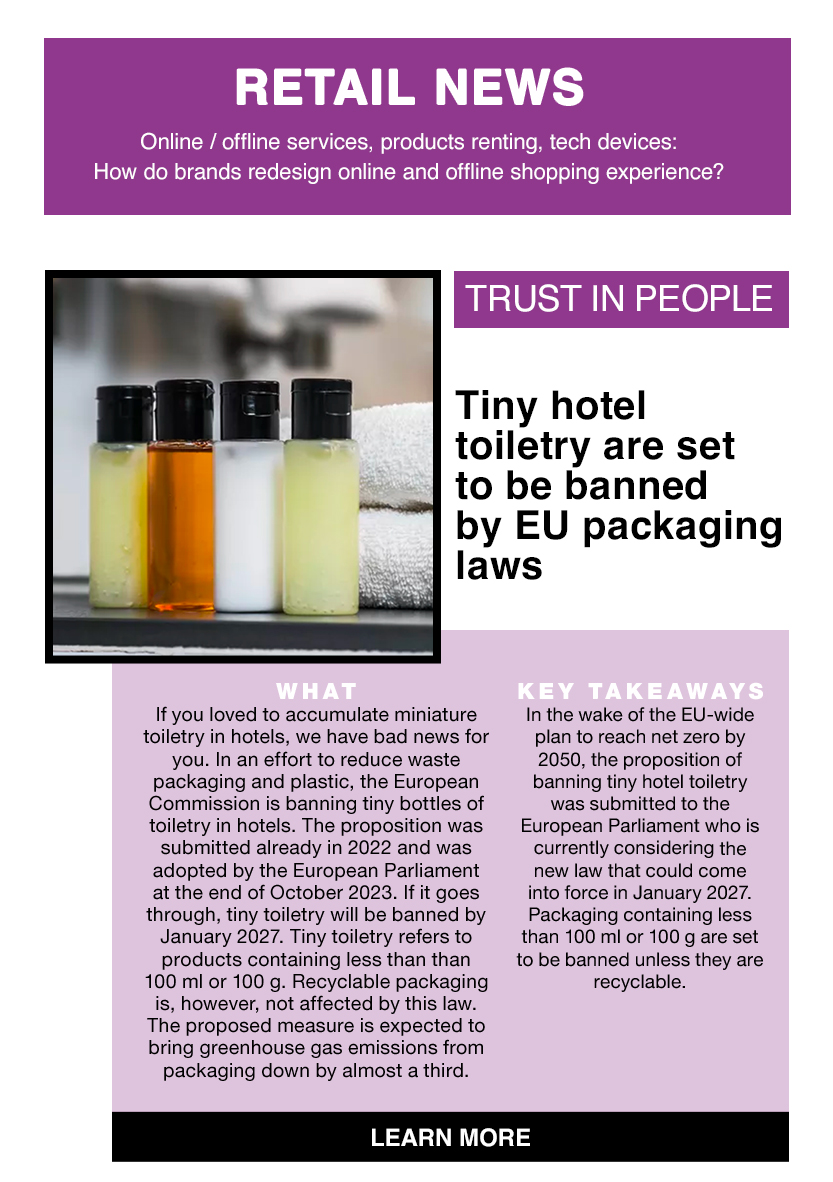 RETAIL NEWS
Online / offline services, products renting, tech devices:
How do brands redesign online and offline shopping experience?
TRUST IN PEOPLE
Tiny hotel
toiletry are set
to be banned
by EU packaging
laws
WHAT
If you loved to accumulate miniature
toiletry in hotels, we have bad news for
you. In an effort to reduce waste
packaging and plastic, the European
Commission is banning tiny bottles of
toiletry in hotels. The proposition was
submitted already in 2022 and was
adopted by the European Parliament
at the end of October 2023. If it goes
through, tiny toiletry will be banned by
January 2027. Tiny toiletry refers to
products containing less than than
100 ml or 100 g. Recyclable packaging
is, however, not affected by this law.
The proposed measure is expected to
bring greenhouse gas emissions from
packaging down by almost a third.
KEY TAKEAWAYS
In the wake of the EU-wide
plan to reach net zero by
2050, the proposition of
banning tiny hotel toiletry
was submitted to the
European Parliament who is
currently considering the
new law that could come
into force in January 2027.
Packaging containing less
than 100 ml or 100 g are set
to be banned unless they are
recyclable.
LEARN MORE